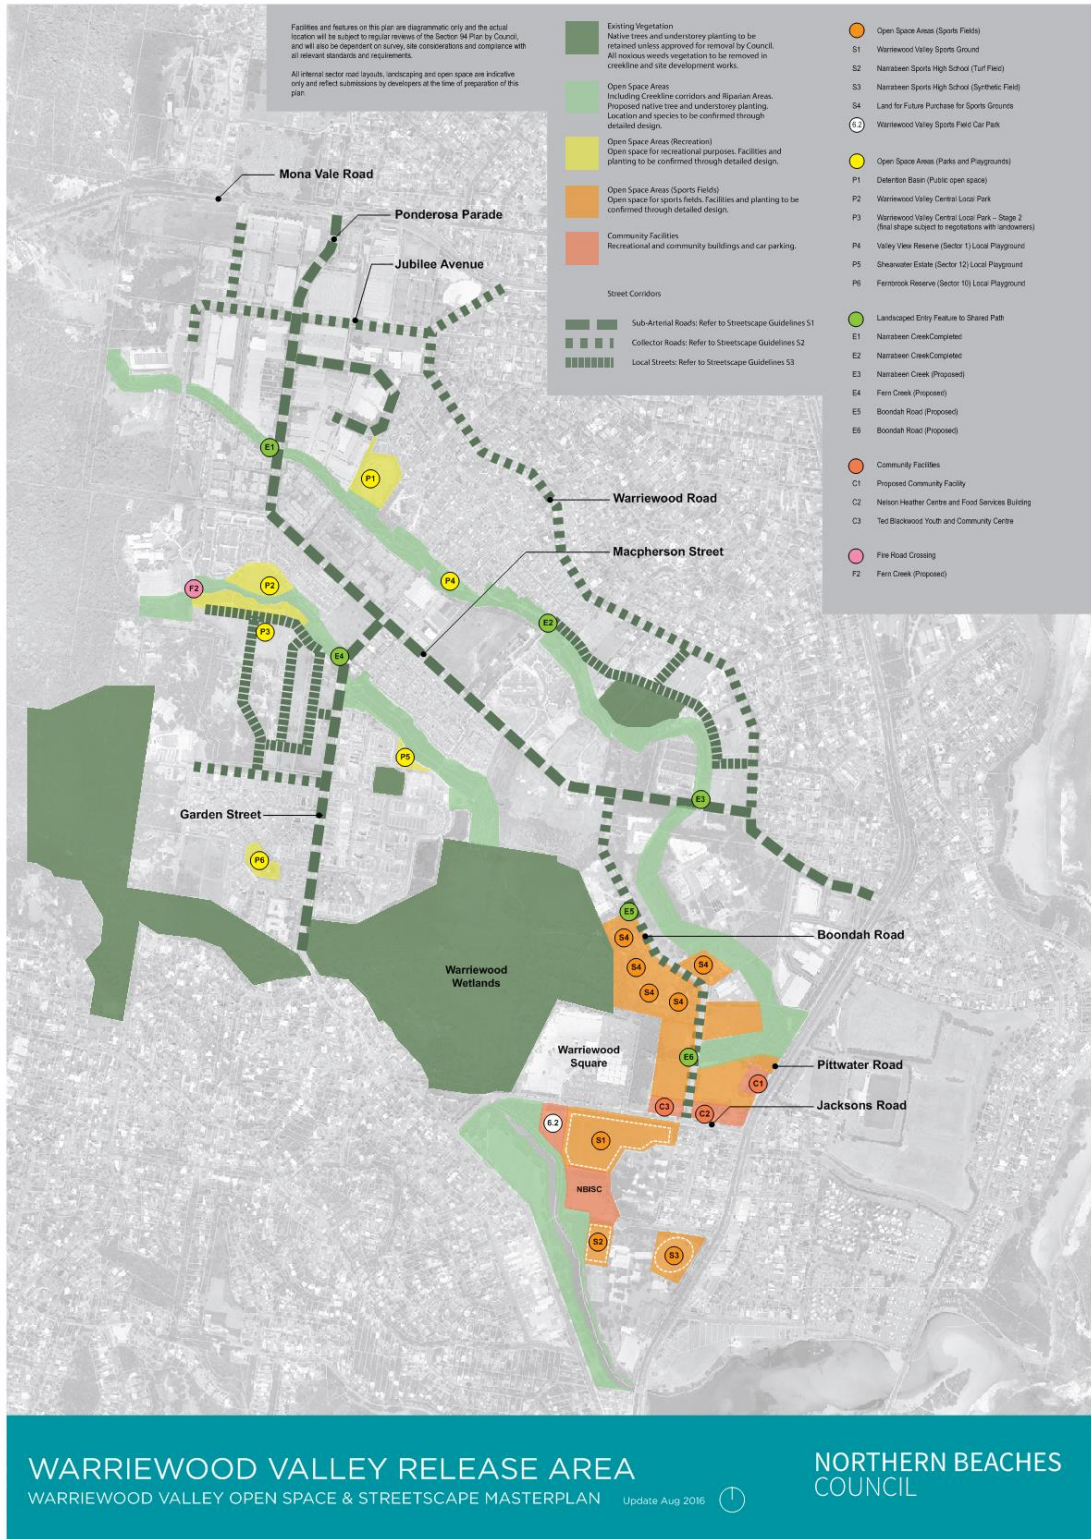 Facilities and features on this plan are diagrammatic only and the actual
location will be subject to regular reviews of the Section 94 Plan by Council,
and will also be dependent on survey, site considerations and compliance with
all relevant standards and requirements.
All internal sector road layouts, landscaping and open space are indicative
only and reflect submissions by developers at the time of preparation of this
plan.
Existing Vegetation
Native trees and understorey planting to be
retained unless approved for removal by Council.
All noxious weeds vegetation to be removed in
creekline and site development works.
Open Space Areas
Including Creekline corridors and Riparian Areas.
Proposed native tree and understorey planting.
Location and species to be confirmed through
detailed design.
Open Space Areas (Recreation)
Open space for recreational purposes. Facilities and
planting to be confirmed through detailed design.
Open Space Areas (Sports Fields)
Open space for sports fields. Facilities and planting to be
confirmed through detailed design.
Community Facilities
Recreational and community buildings and car parking.
Street Corridors
Sub-Arterial Roads: Refer to Streetscape Guidelines S1
Collector Roads: Refer to Streetscape Guidelines S2
Local Streets: Refer to Streetscape Guidelines S3
Open Space Areas (Sports Fields)
S1 Warriewood Valley Sports Ground
S2 Narrabeen Sports High School (Turf Field)
S3 Narrabeen Sports High School (Synthetic Field)
S4 Land for Future Purchase for Sports Grounds
6.2 Warriewood Valley Sports Field Car Park
Open Space Areas (Parks and Playgrounds)
P1 Detention Basin (Public open space)
P2 Warriewood Valley Central Local Park
P3 Warriewood Valley Central Local Park – Stage 2
(final shape subject to negotiations with landowners)
P4 Valley View Reserve (Sector 1) Local Playground
P5 Shearwater Estate (Sector 12) Local Playground
P6 Fernbrook Reserve (Sector 10) Local Playground
Landscaped Entry Feature to Shared Path
E1 Narrabeen CreekCompleted
E2 Narrabeen CreekCompleted
E3 Narrabeen Creek (Proposed)
E4 Fern Creek (Proposed)
E5 Boondah Road (Proposed)
E6 Boondah Road (Proposed)
Community Facilities
C1 Proposed Community Facility
C2 Nelson Heather Centre and Food Services Building
C3 Ted Blackwood Youth and Community Centre
Fire Road Crossing
F2 Fern Creek (Proposed)
Mona Vale Road
Ponderosa Parade
Jubilee Avenue
E1
P1
Warriewood Road
Macpherson Street
P4
F2
P2
E2
P3
E4
P5
E3
Garden Street
P6
E5
S4
Boondah Road
S4
S4
S4
S4
Warriewood
Wetlands
Warriewood
Square
E6
Pittwater Road
C1
C3
C2
Jacksons Road
6.2
S1
NBISC
S2
S3
WARRIEWOOD VALLEY RELEASE AREA
WARRIEWOOD VALLEY OPEN SPACE & STREETSCAPE MASTERPLAN Update Aug 2016
NORTHERN BEACHES
COUNCIL